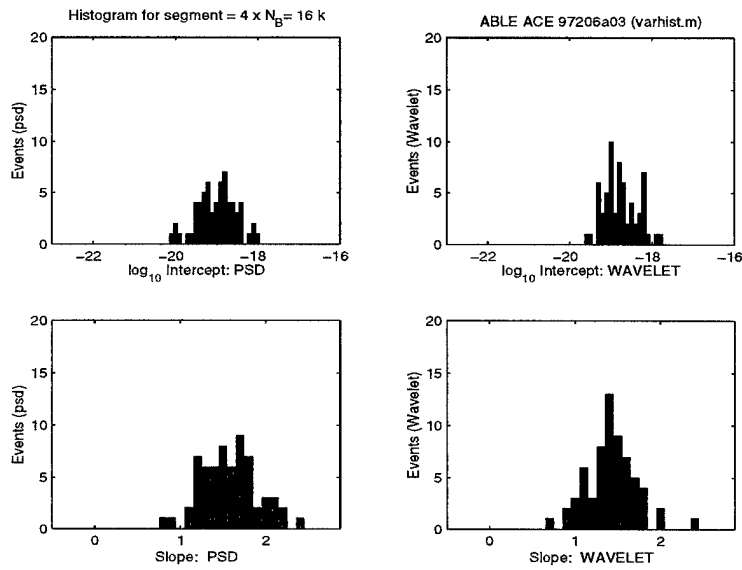 Histogram for segment = 4 x N_B= 16 k
20
15
10
5
0
Events (psd)
−22 −20 −18 −16
log_10 Intercept: PSD
ABLE ACE 97206a03 (varhist.m)
20
15
10
5
0
Events (Wavelet)
−22 −20 −18 −16
log_10 Intercept: WAVELET
20
15
10
5
0
Events (psd)
0 1 2
Slope: PSD
20
15
10
5
0
Events (Wavelet)
0 1 2
Slope: WAVELET